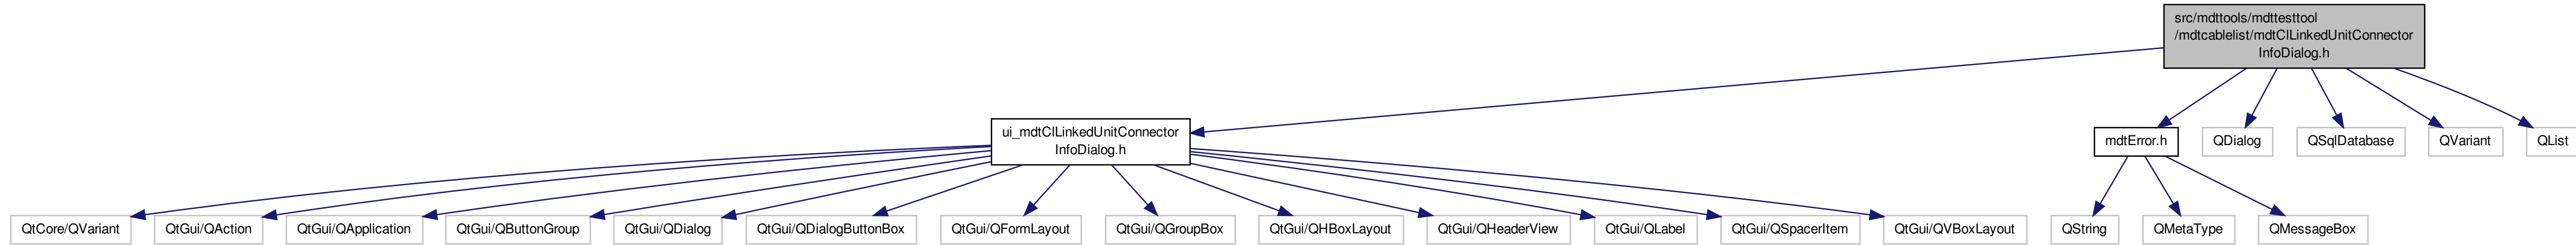 src/mdttools/mdttesttool
/mdtcablelist/mdtClLinkedUnitConnector
InfoDialog.h
ui_mdtClLinkedUnitConnector
InfoDialog.h
mdtError.h
QDialog
QSqlDatabase
QVariant
QList
QtCore/QVariant
QtGui/QAction
QtGui/QApplication
QtGui/QButtonGroup
QtGui/QDialog
QtGui/QDialogButtonBox
QtGui/QFormLayout
QtGui/QGroupBox
QtGui/QHBoxLayout
QtGui/QHeaderView
QtGui/QLabel
QtGui/QSpacerItem
QtGui/QVBoxLayout
QString
QMetaType
QMessageBox